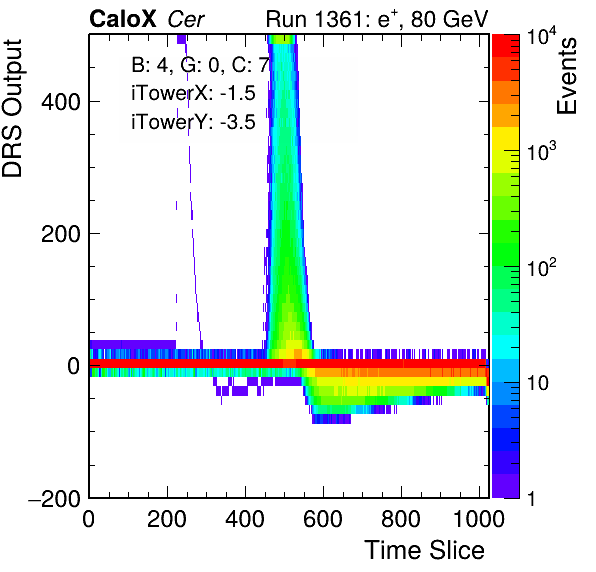 CaloX Cer Run 1361: e+, 80 GeV
B: 4, G: 0, C: 7
iTowerX: -1.5
iTowerY: -3.5
DRS Output
400
200
0
−200
0 200 400 600 800 1000
Time Slice
Events
10^4
10^3
10^2
10
1